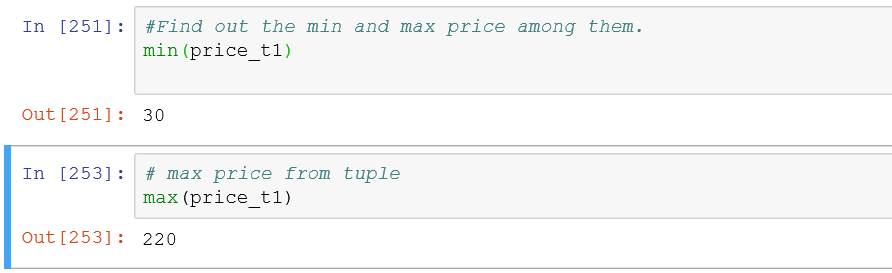 In [251]: #Find out the min and max price among them.
min(price_t1)
Out[251]: 30
In [253]: # max price from tuple
max(price_t1)
Out[253]: 220